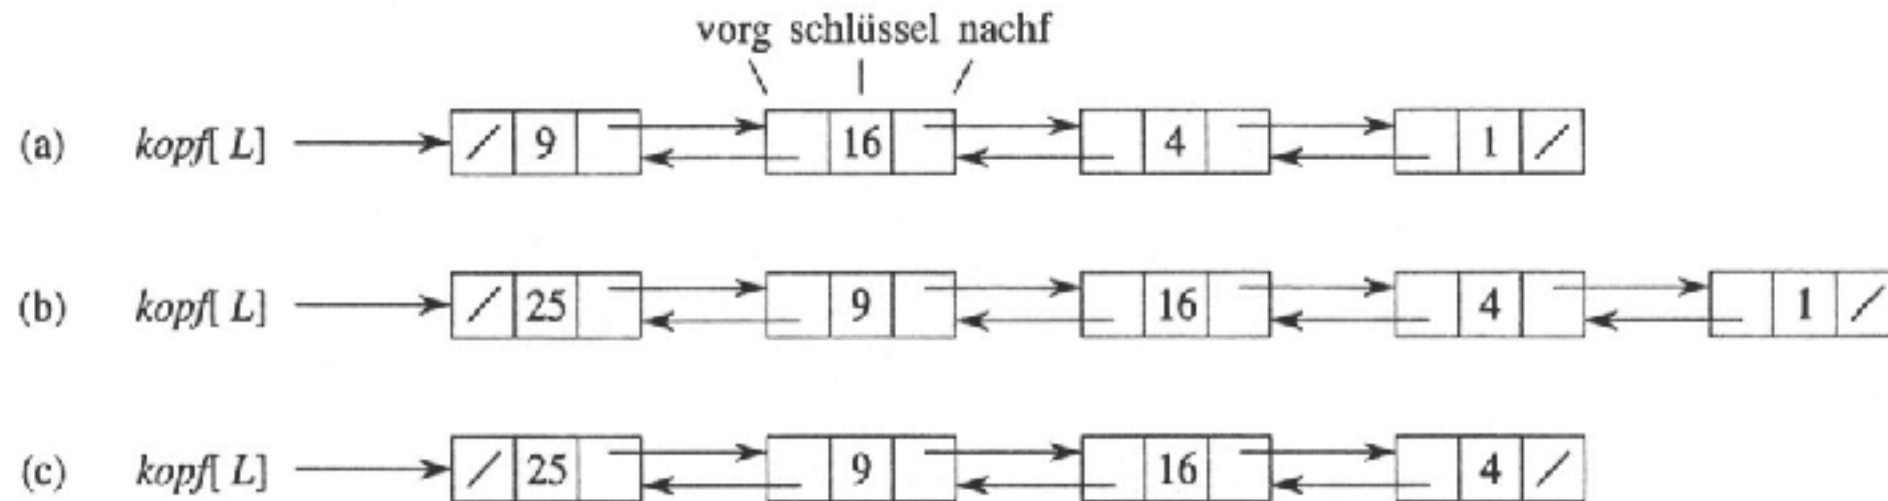 vorg schlüssel nachf
(a) kopf[ L] / 9 16 4 1 /
(b) kopf[ L] / 25 9 16 4 1 /
(c) kopf[ L] / 25 9 16 4 /